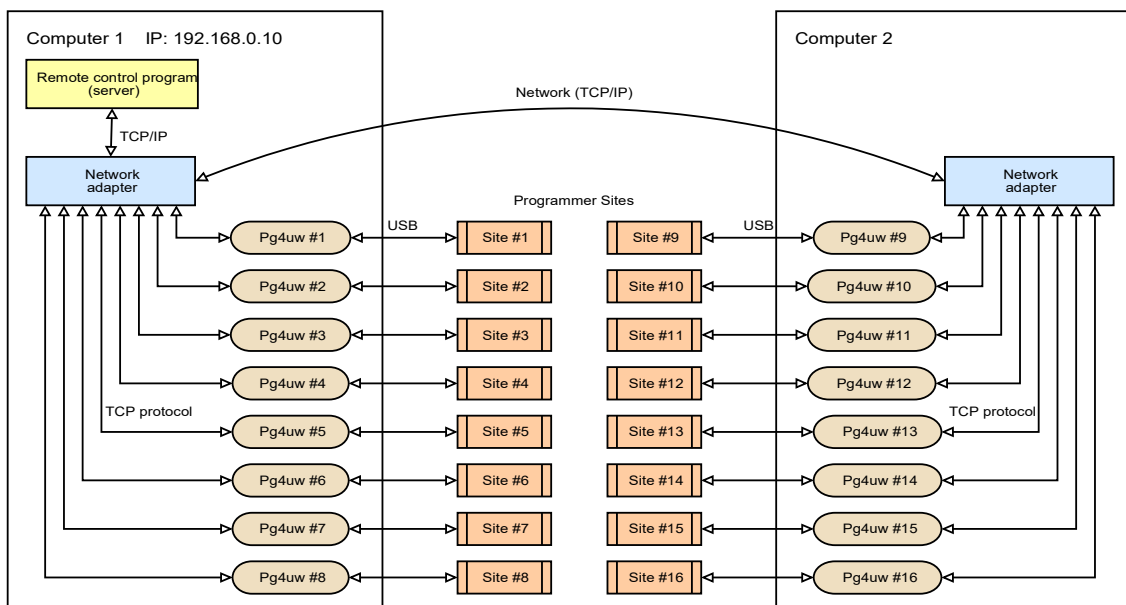 Computer 1 IP: 192.168.0.10
Computer 2
Remote control program
(server)
TCP/IP
Network (TCP/IP)
Network
adapter
Network
adapter
Programmer Sites
Pg4uw #1 USB Site #1 Site #9 USB Pg4uw #9
Pg4uw #2 Site #2 Site #10 Pg4uw #10
Pg4uw #3 Site #3 Site #11 Pg4uw #11
Pg4uw #4 Site #4 Site #12 Pg4uw #12
TCP protocol TCP protocol
Pg4uw #5 Site #5 Site #13 Pg4uw #13
Pg4uw #6 Site #6 Site #14 Pg4uw #14
Pg4uw #7 Site #7 Site #15 Pg4uw #15
Pg4uw #8 Site #8 Site #16 Pg4uw #16